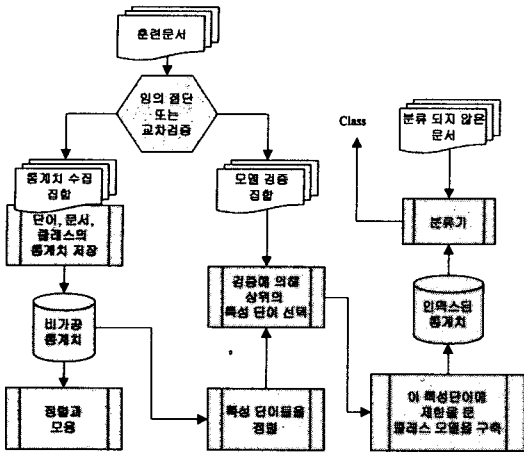 훈련문서
임의 절단
또는
교차검증
Class
분류 되지 않은
문서
통계치 수집
집합
모델 검증
집합
단어, 문서,
클래스의
통계치 저장
분류기
검증에 의해
상위의
특성 단어 선택
비가공
통계치
인덱스된
통계치
정렬과
모용
특성 단어들을
정렬
이 특성단어에
제한을 둔
클래스 모델을 구축